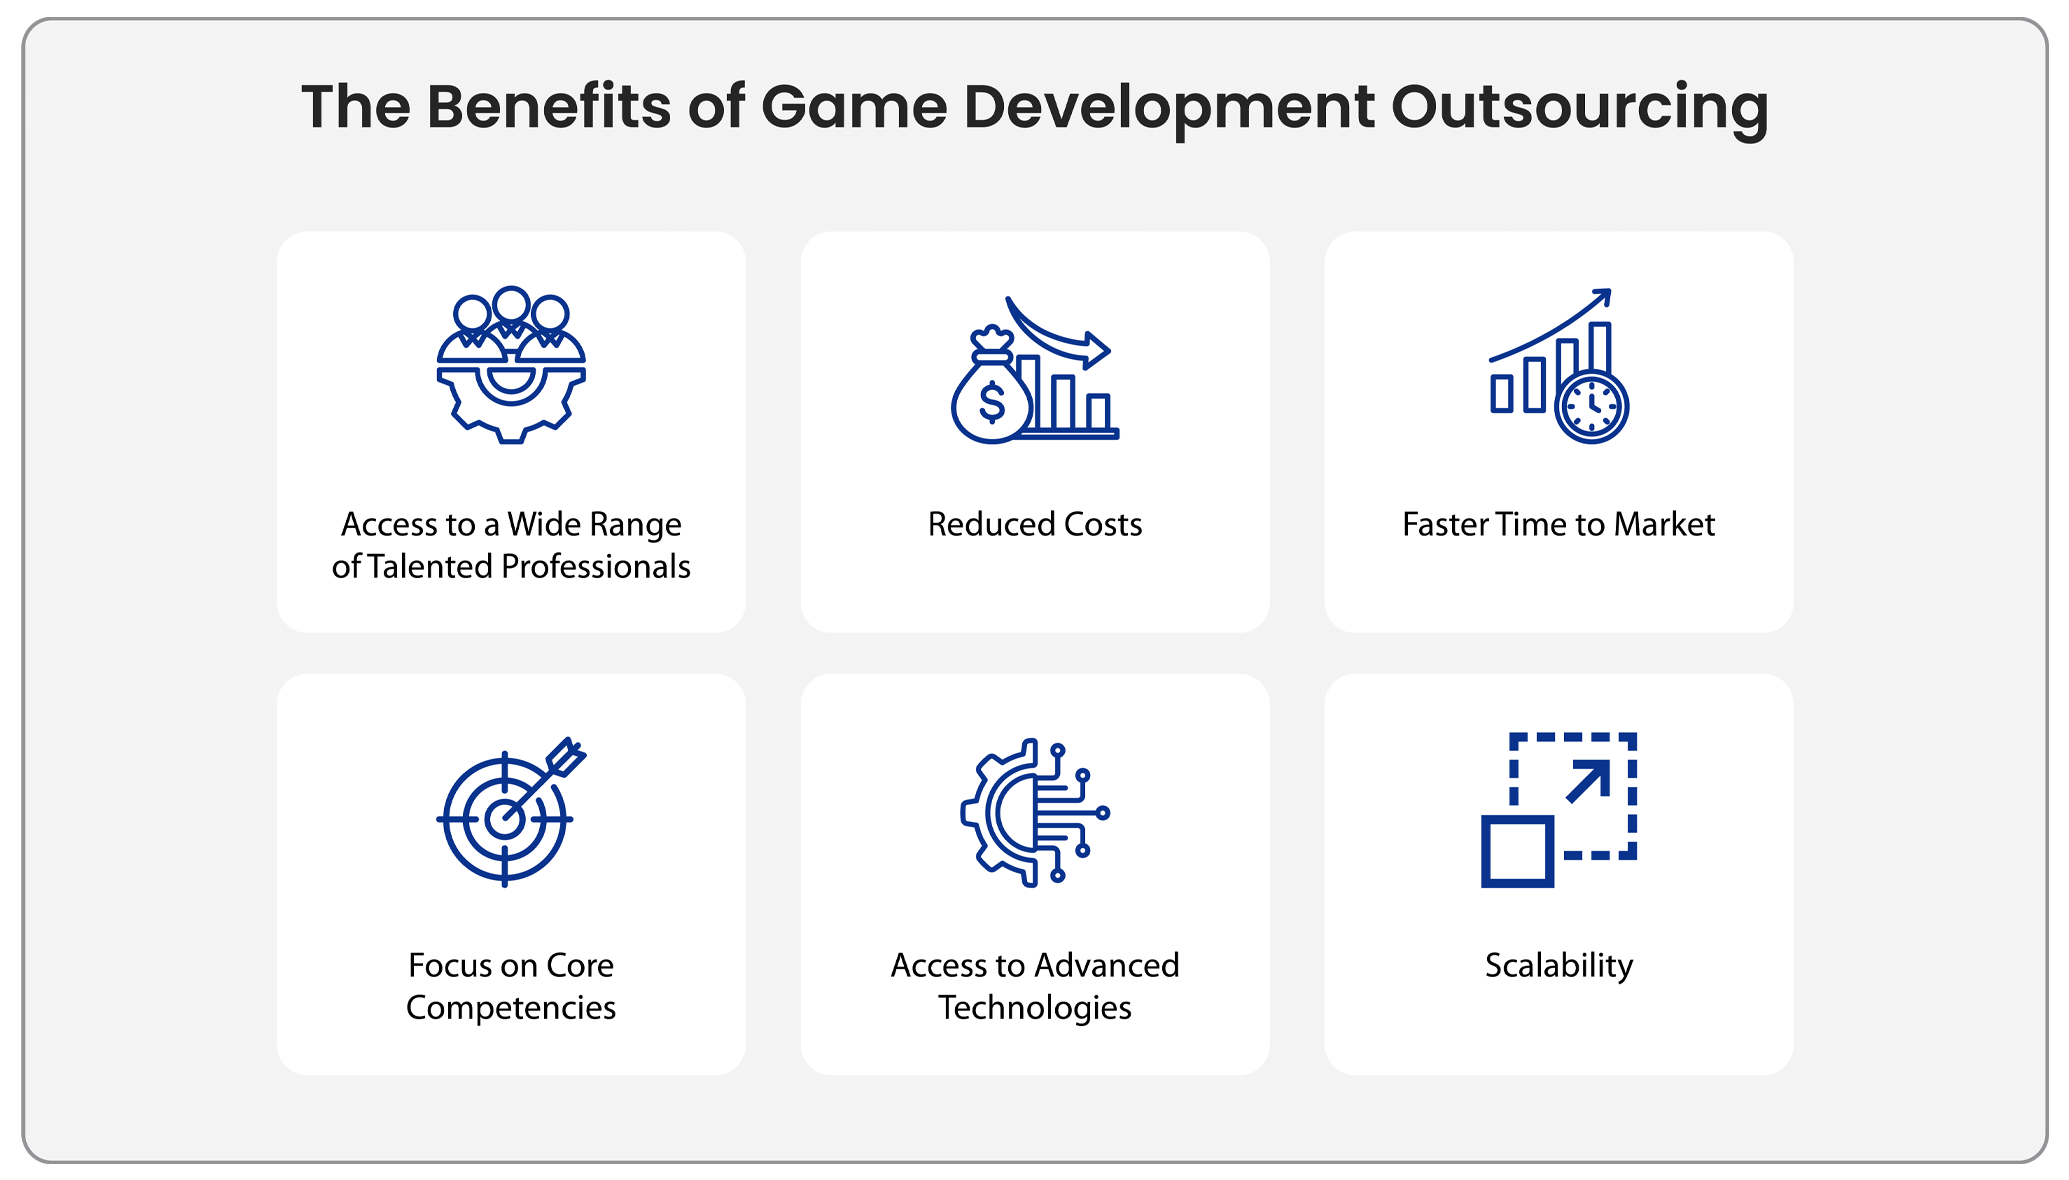 The Benefits of Game Development Outsourcing
Access to a Wide Range
of Talented Professionals
$
Reduced Costs
Faster Time to Market
Focus on Core
Competencies
Access to Advanced
Technologies
Scalability